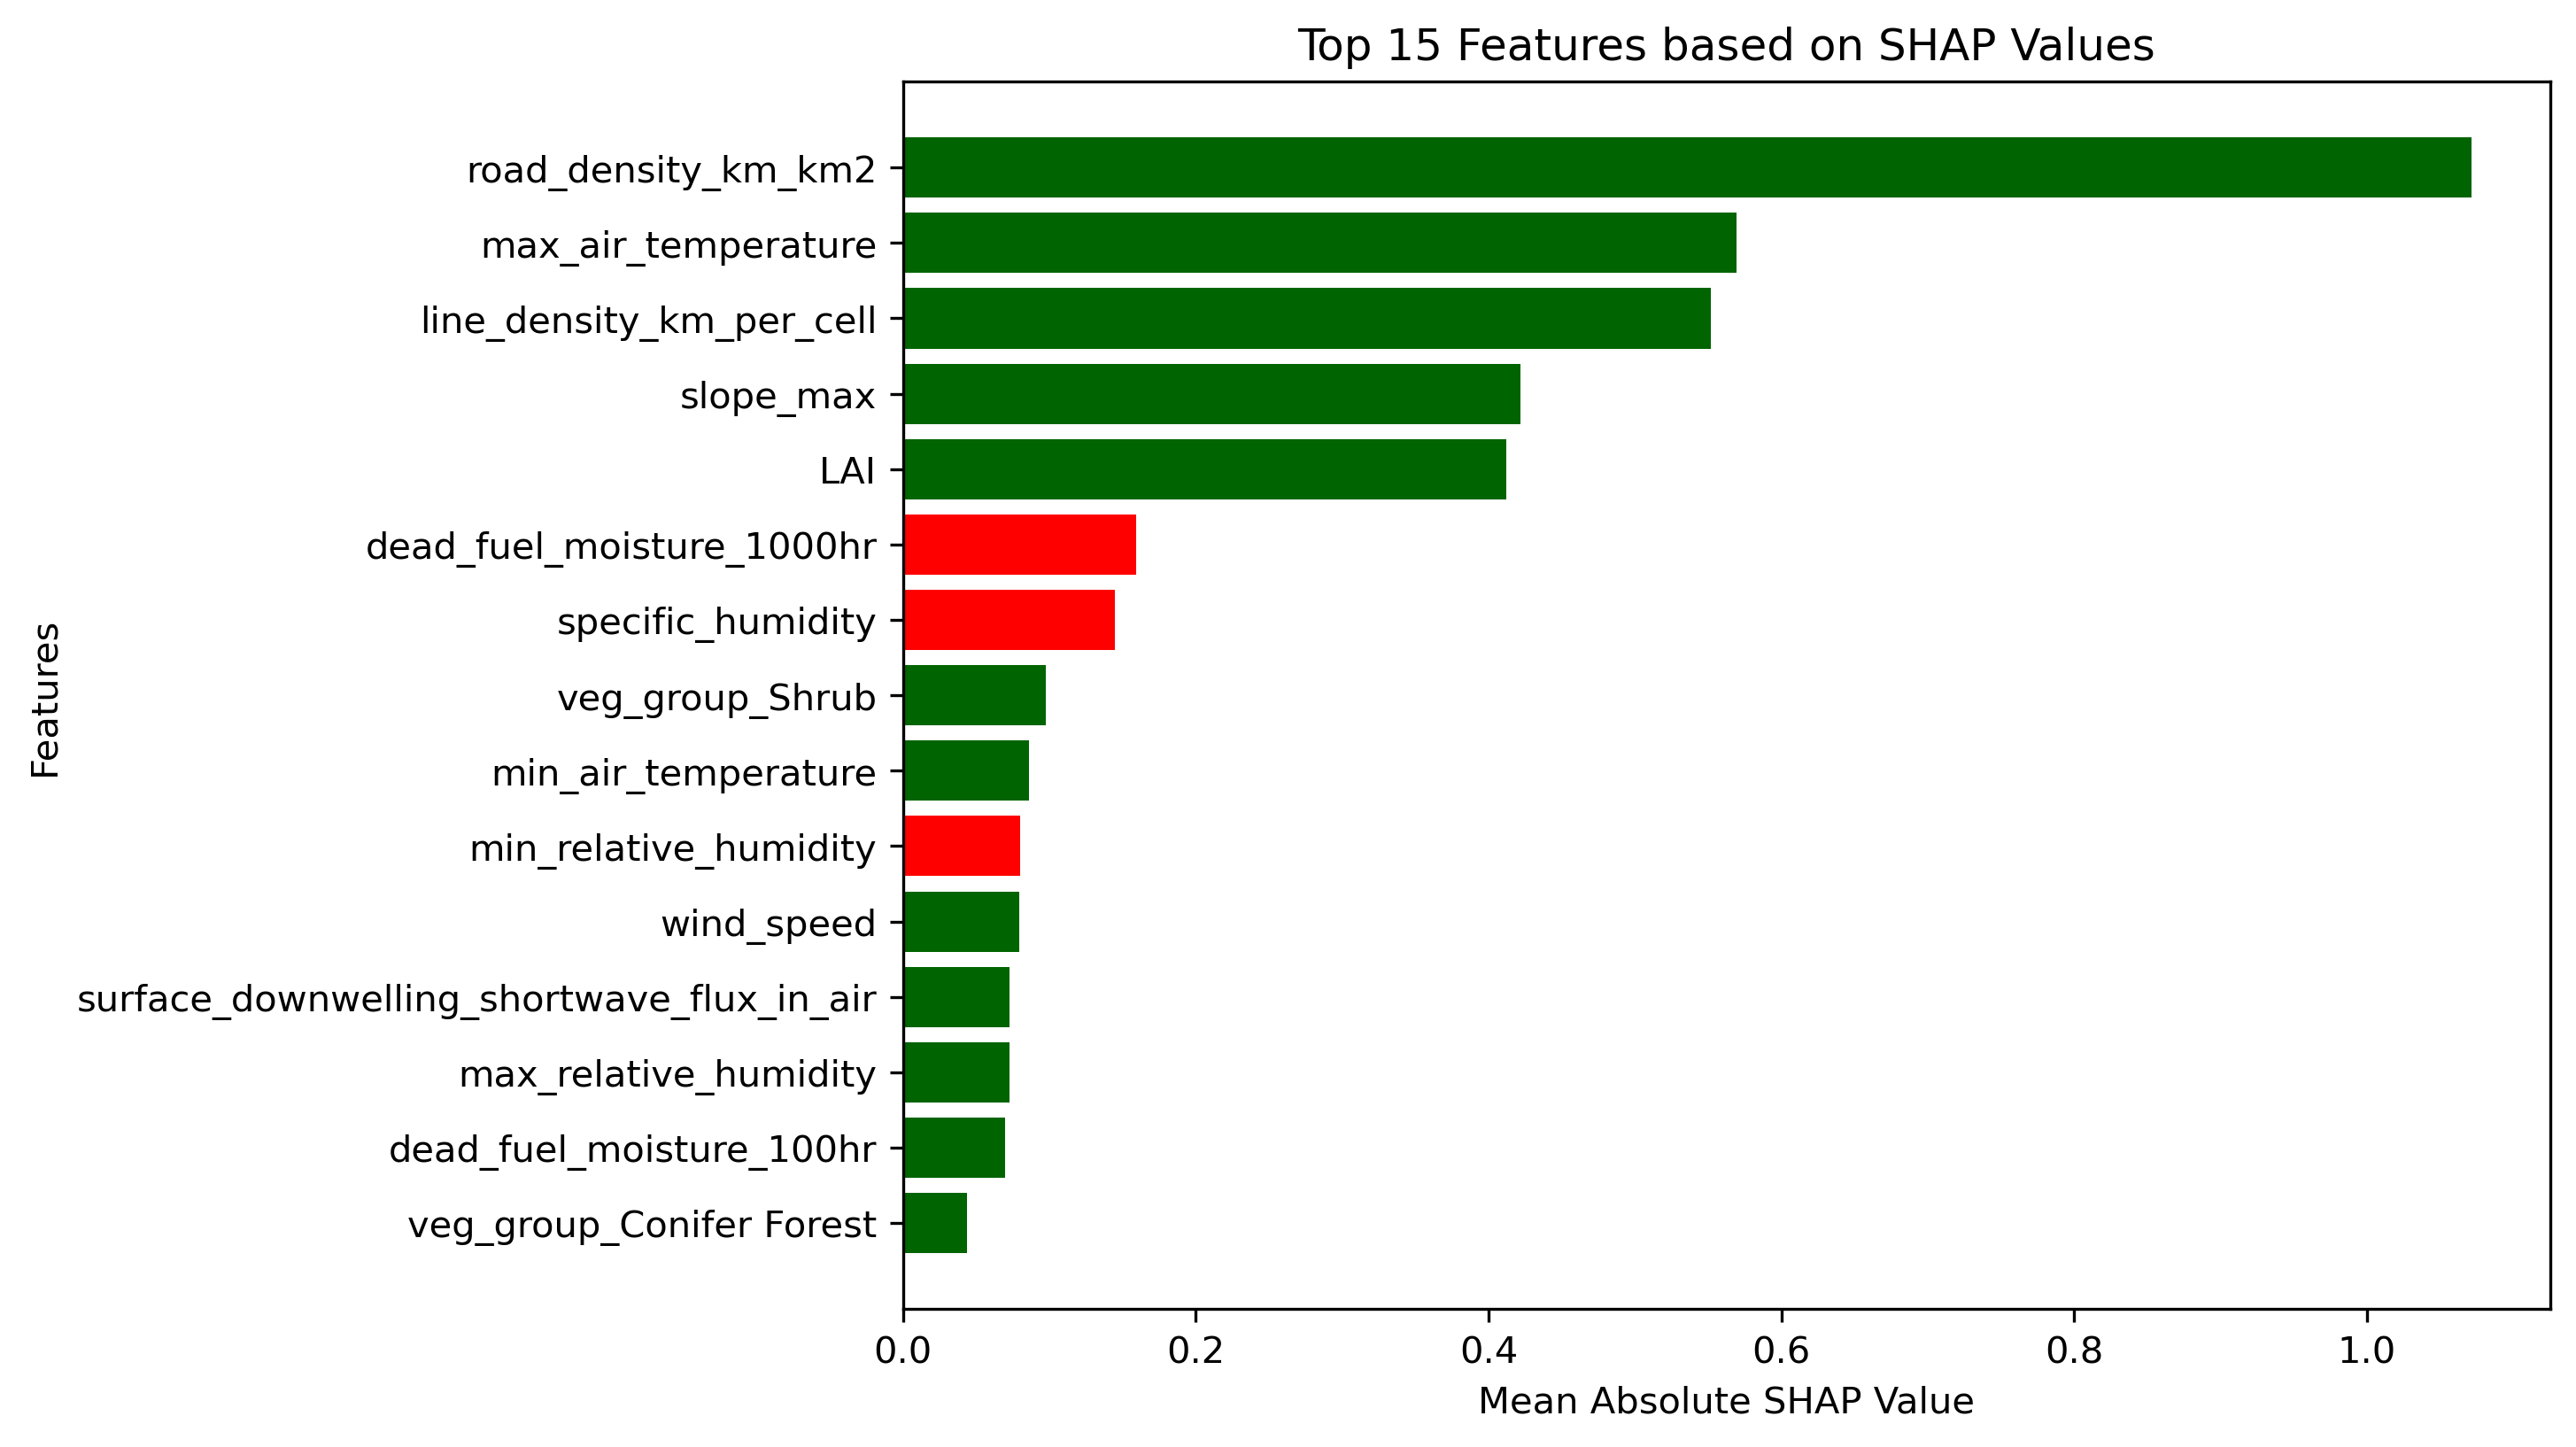 Top 15 Features based on SHAP Values
Features
road_density_km_km2
max_air_temperature
line_density_km_per_cell
slope_max
LAI
dead_fuel_moisture_1000hr
specific_humidity
veg_group_Shrub
min_air_temperature
min_relative_humidity
wind_speed
surface_downwelling_shortwave_flux_in_air
max_relative_humidity
dead_fuel_moisture_100hr
veg_group_Conifer Forest
0.0 0.2 0.4 0.6 0.8 1.0
Mean Absolute SHAP Value